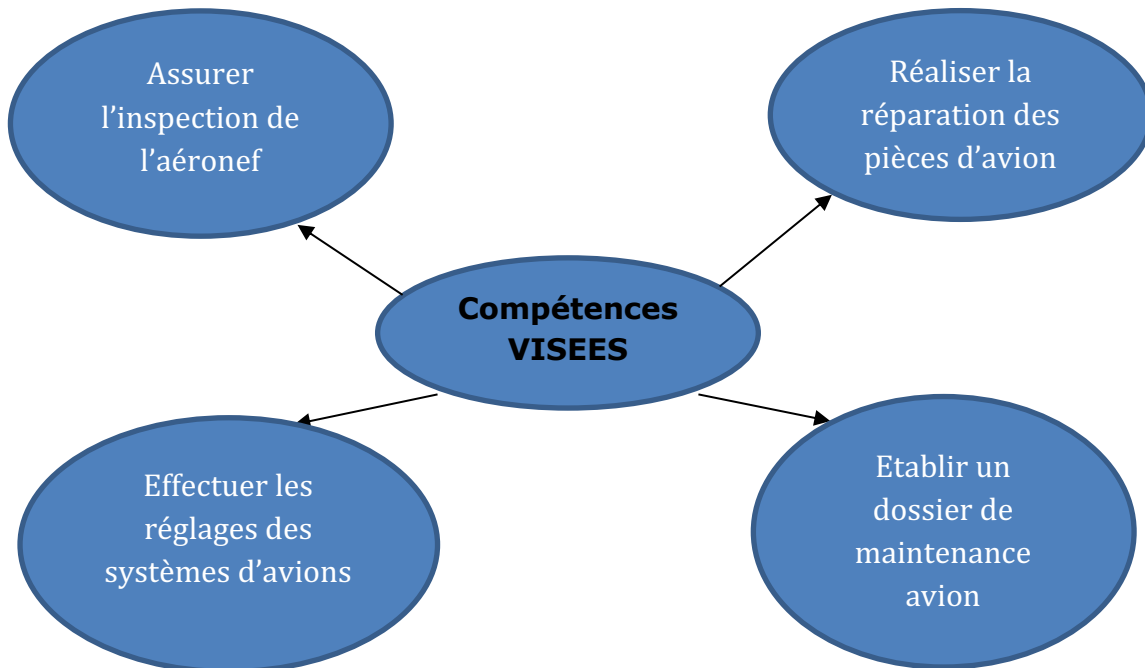 Assurer
l’inspection de
l’aéronef
Réaliser la
réparation des
pièces d’avion
Compétences
VISEES
Effectuer les
réglages des
systèmes d’avions
Etablir un
dossier de
maintenance
avion